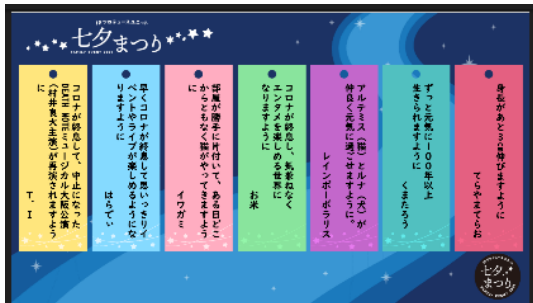 七夕まつり
身長があと3cm伸びますように
てらやまてらお
ずっと元気に100年以上
生きられますように
くまたろう
アルテミス(猫)とルナ(犬)が
仲良く元気に過ごせますように。
レインボーポラリス
コロナが終息し、気兼ねなく
エンタメを楽しめる世界に
なりますように
お米
部屋が勝手に片付いて、ある日どこ
からともなく猫がやってきますよう
に
イワガミ
早くコロナが終息して思いっきりイ
ベントやライブが楽しめるようにな
りますように
はらでぃ
コロナが終息して、中止になった
DEATH NOTEミュージカル大阪公演
(村井良大主演)が再演されますよう
に
T.I
七夕
まつり